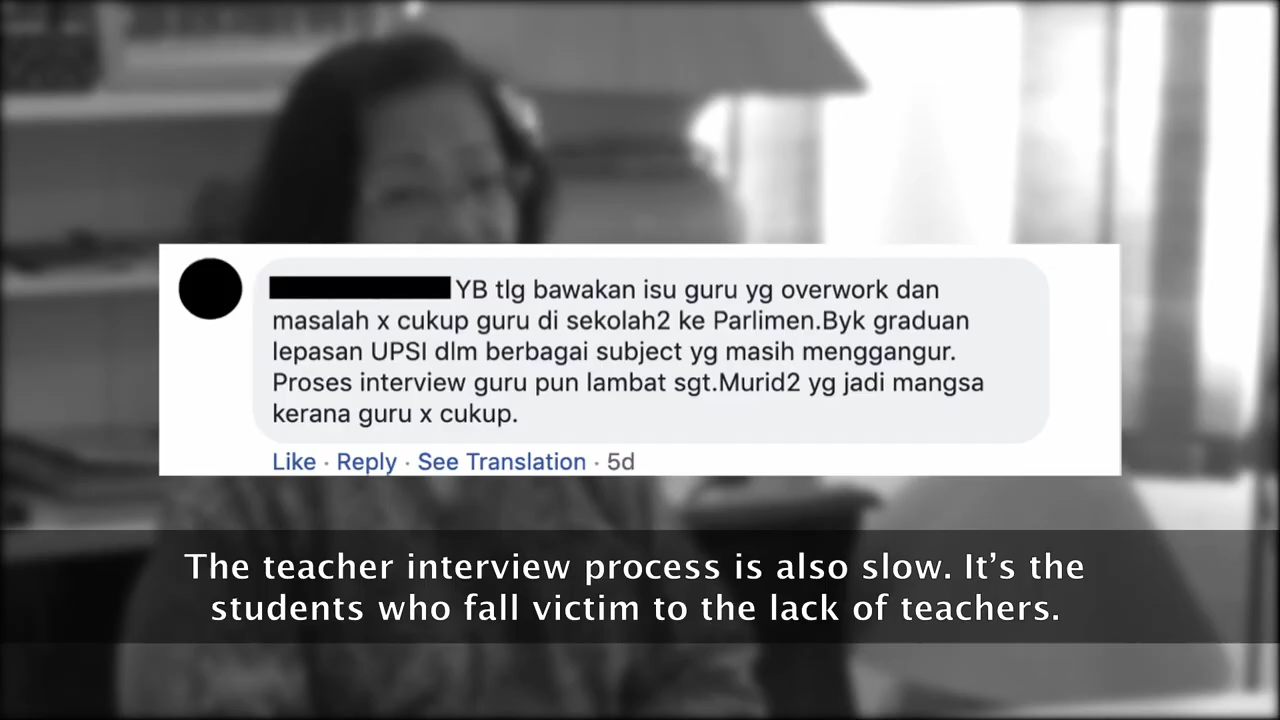 YB tlg bawakan isu guru yg overwork dan
masalah x cukup guru di sekolah2 ke Parlimen.Byk graduan
lepasan UPSI dlm berbagai subject yg masih menggangur.
Proses interview guru pun lambat sgt.Murid2 yg jadi mangsa
kerana guru x cukup.
Like · Reply · See Translation · 5d
The teacher interview process is also slow. It’s the
students who fall victim to the lack of teachers.